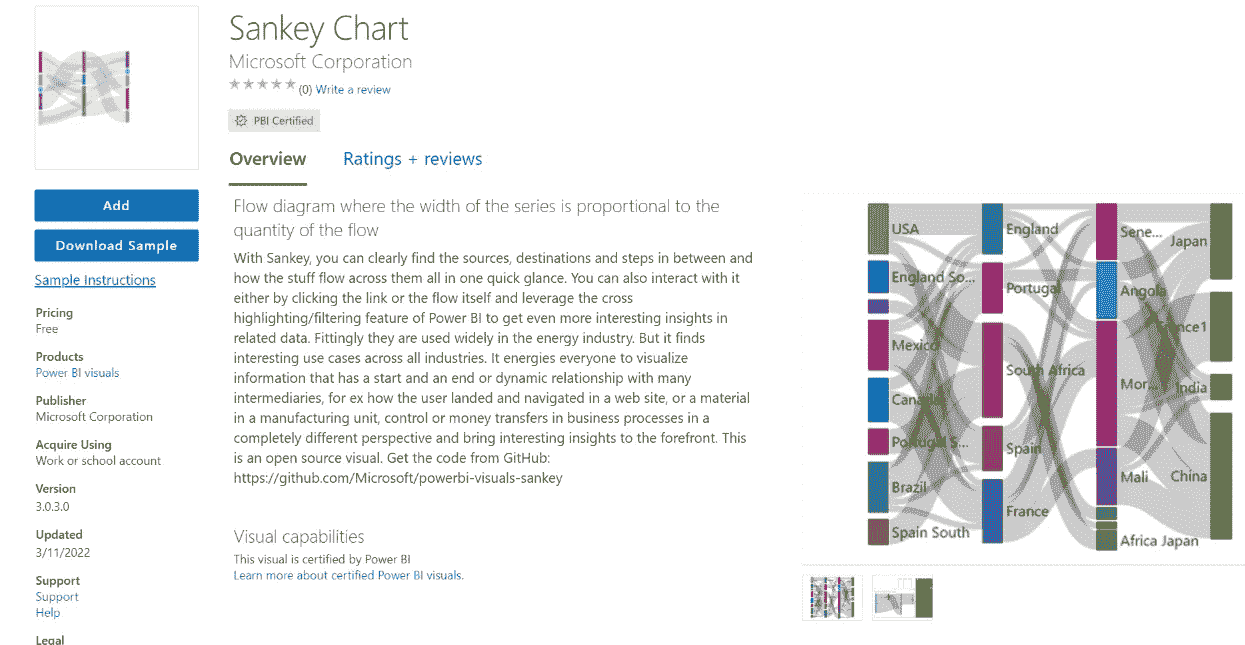 Sankey Chart
Microsoft Corporation
(0) Write a review
PBI Certified
Overview
Ratings + reviews
Add
Download Sample
Sample Instructions
Pricing
Free
Products
Power BI visuals
Publisher
Microsoft Corporation
Acquire Using
Work or school account
Version
3.0.3.0
Updated
3/11/2022
Support
Support
Help
Legal
Flow diagram where the width of the series is proportional to the
quantity of the flow
With Sankey, you can clearly find the sources, destinations and steps in between and
how the stuff flow across them all in one quick glance. You can also interact with it
either by clicking the link or the flow itself and leverage the cross
highlighting/filtering feature of Power BI to get even more interesting insights in
related data. Fittingly they are used widely in the energy industry. But it finds
interesting use cases across all industries. It energies everyone to visualize
information that has a start and an end or dynamic relationship with many
intermediaries, for ex how the user landed and navigated in a web site, or a material
in a manufacturing unit, control or money transfers in business processes in a
completely different perspective and bring interesting insights to the forefront. This
is an open source visual. Get the code from GitHub:
https://github.com/Microsoft/powerbi-visuals-sankey
Visual capabilities
This visual is certified by Power BI
Learn more about certified Power BI visuals.
USA
England So...
Mexico
Canada
Portugal S...
Brazil
Spain South
England
Portugal
South Africa
Spain
France
Sene...
Angola
Mor...
Mali
Africa Japan
Japan
India
China